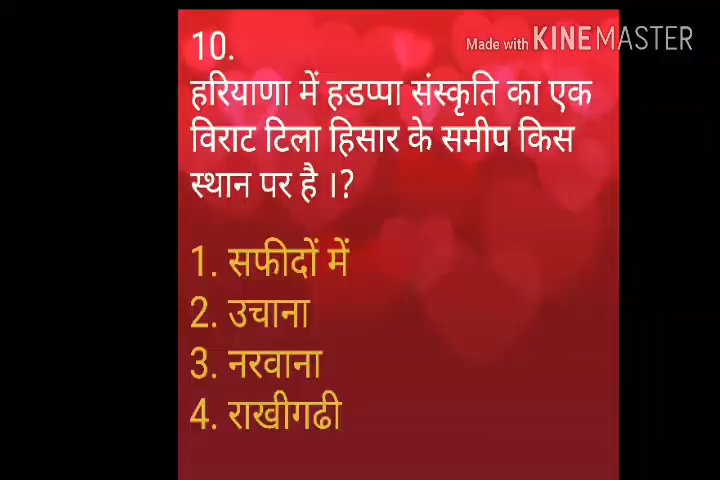 10.
Made with KINEMASTER
हरियाणा में हडप्पा संस्कृति का एक
विराट टिला हिसार के समीप किस
स्थान पर है ।?
1. सफीदों में
2. उचाना
3. नरवाना
4. राखीगढी